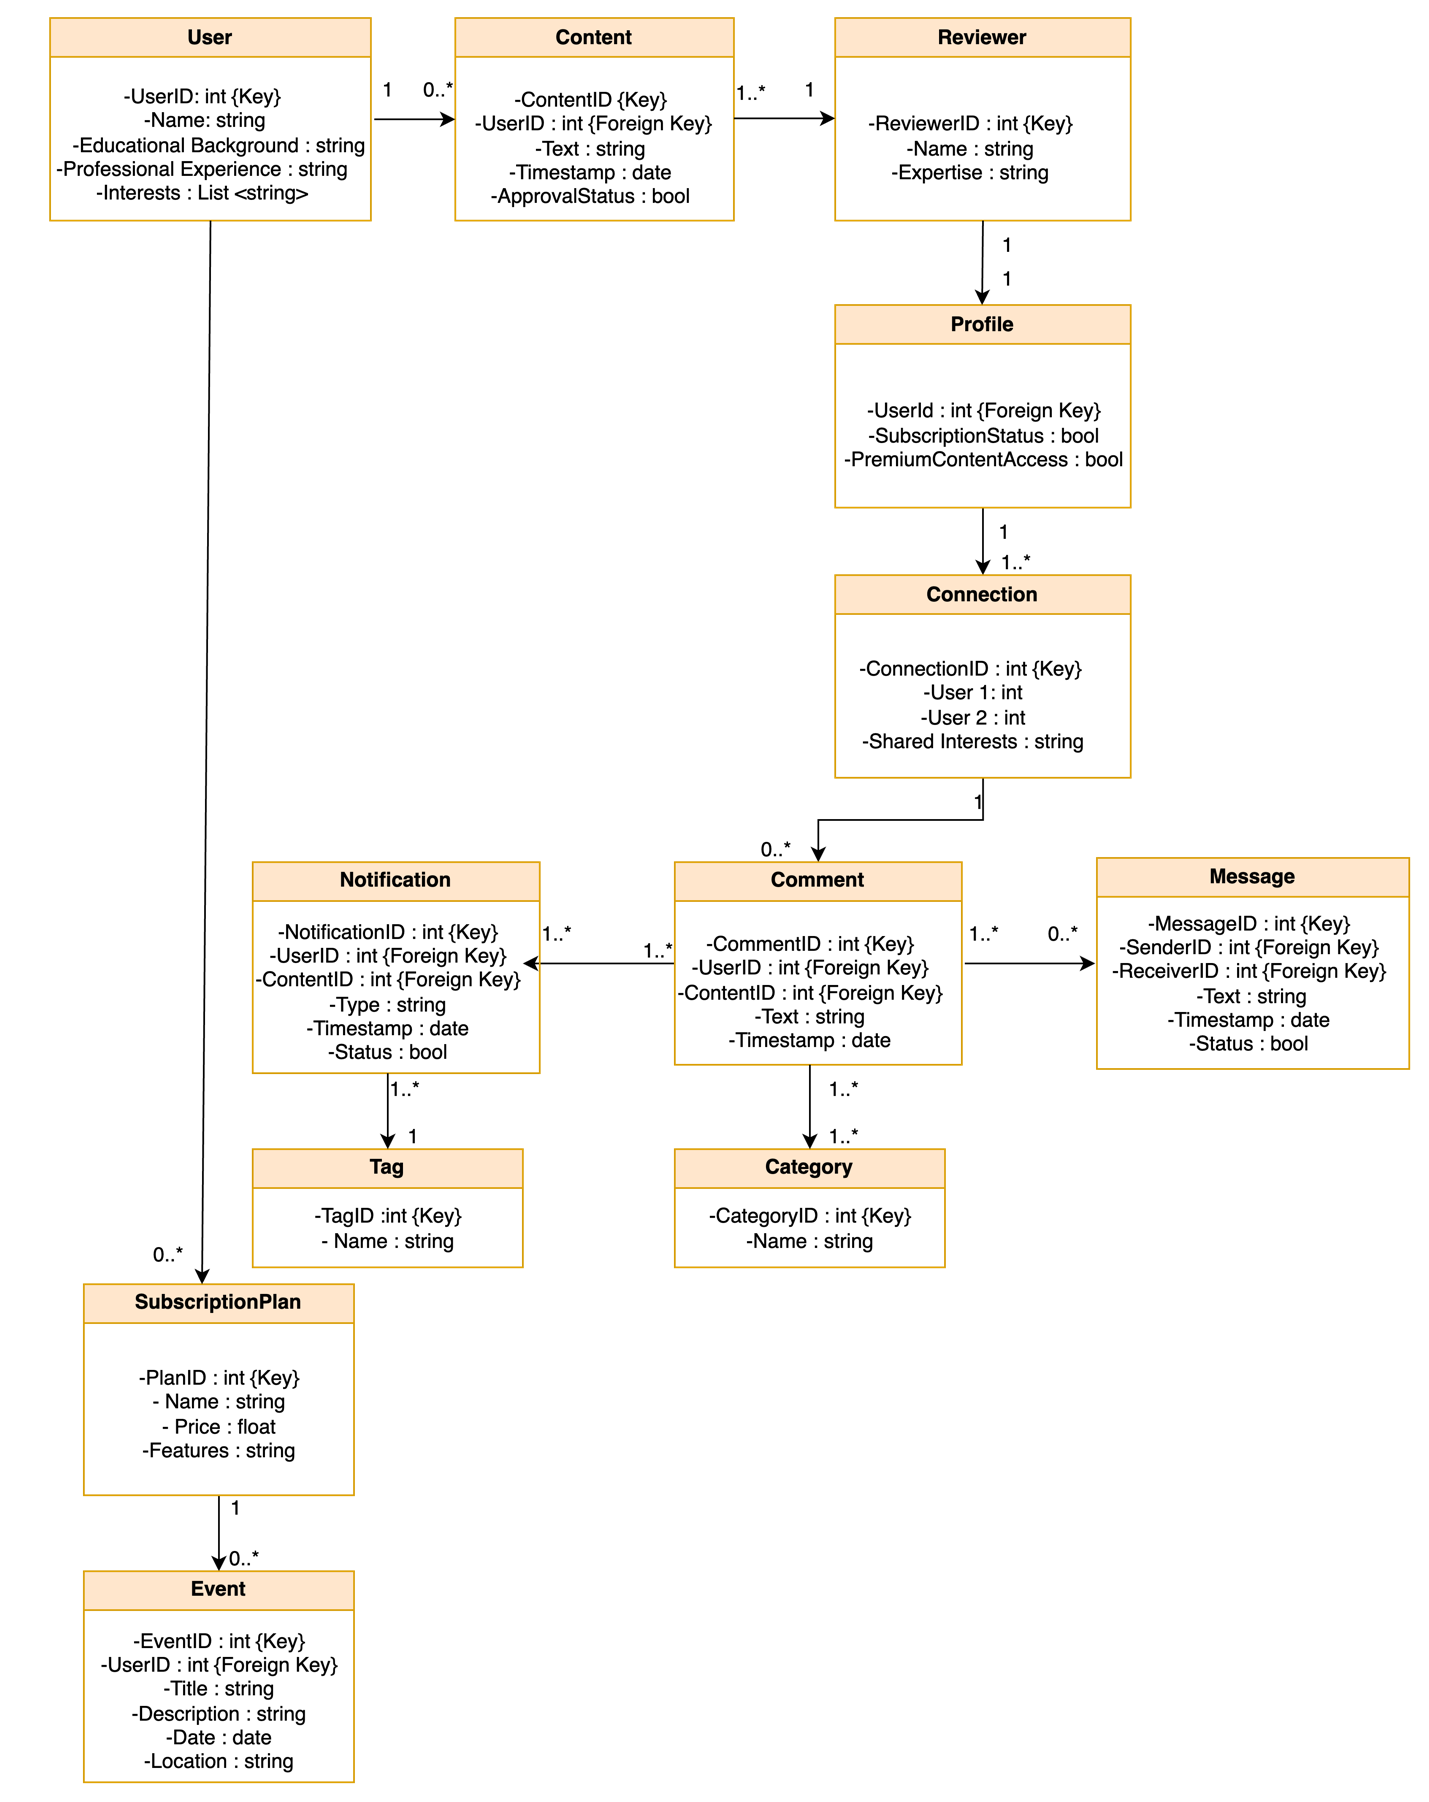 User
-UserID: int {Key}
-Name: string
-Educational Background : string
-Professional Experience : string
-Interests : List <string>
1
0..*
Content
-ContentID {Key}
-UserID : int {Foreign Key}
-Text : string
-Timestamp : date
-ApprovalStatus : bool
1..*
1
Reviewer
-ReviewerID : int {Key}
-Name : string
-Expertise : string
1
1
Profile
-UserId : int {Foreign Key}
-SubscriptionStatus : bool
-PremiumContentAccess : bool
1
1..*
Connection
-ConnectionID : int {Key}
-User 1: int
-User 2 : int
-Shared Interests : string
1
0..*
Notification
-NotificationID : int {Key}
-UserID : int {Foreign Key}
-ContentID : int {Foreign Key}
-Type : string
-Timestamp : date
-Status : bool
1..*
1..*
Comment
-CommentID : int {Key}
-UserID : int {Foreign Key}
-ContentID : int {Foreign Key}
-Text : string
-Timestamp : date
1..*
0..*
Message
-MessageID : int {Key}
-SenderID : int {Foreign Key}
-ReceiverID : int {Foreign Key}
-Text : string
-Timestamp : date
-Status : bool
1..*
1
Tag
-TagID :int {Key}
- Name : string
1..*
1..*
Category
-CategoryID : int {Key}
-Name : string
0..*
SubscriptionPlan
-PlanID : int {Key}
- Name : string
- Price : float
-Features : string
1
0..*
Event
-EventID : int {Key}
-UserID : int {Foreign Key}
-Title : string
-Description : string
-Date : date
-Location : string